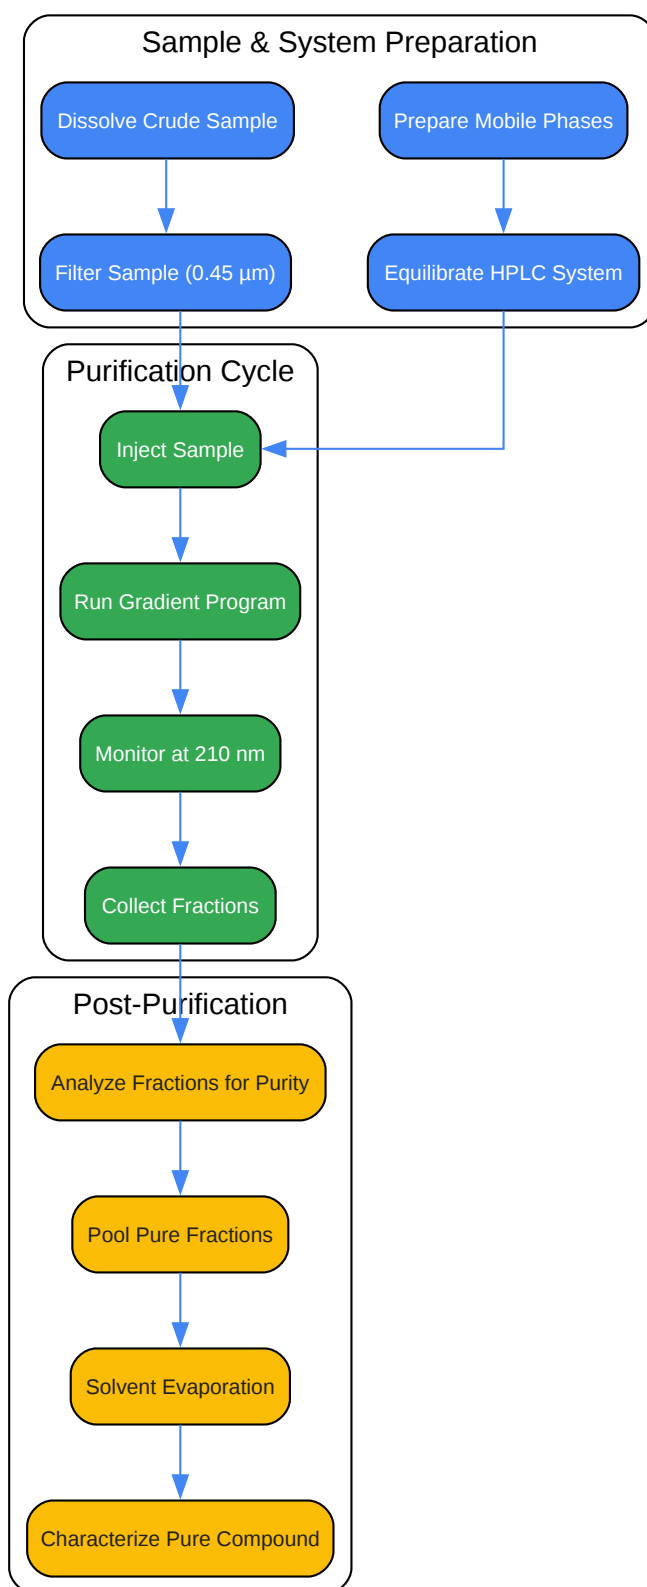 Sample & System Preparation
Dissolve Crude Sample
Prepare Mobile Phases
Filter Sample (0.45 µm)
Equilibrate HPLC System
Purification Cycle
Inject Sample
Run Gradient Program
Monitor at 210 nm
Collect Fractions
Post-Purification
Analyze Fractions for Purity
Pool Pure Fractions
Solvent Evaporation
Characterize Pure Compound